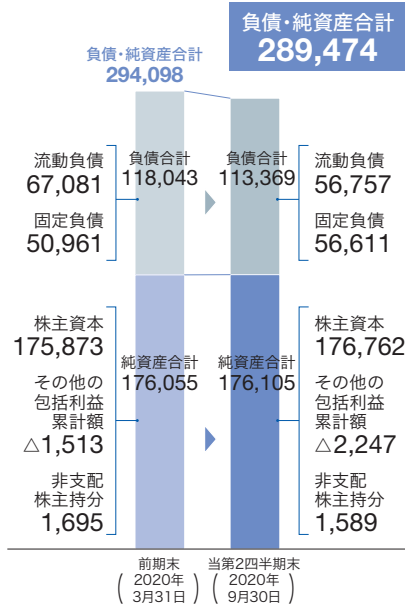 負債・純資産合計
289,474
負債・純資産合計
294,098
流動負債
67,081
固定負債
50,961
負債合計
118,043
負債合計
113,369
流動負債
56,757
固定負債
56,611
株主資本
175,873
その他の
包括利益
累計額
△1,513
非支配
株主持分
1,695
純資産合計
176,055
純資産合計
176,105
株主資本
176,762
その他の
包括利益
累計額
△2,247
非支配
株主持分
1,589
前期末
(2020年
3月31日)
当第2四半期末
(2020年
9月30日)